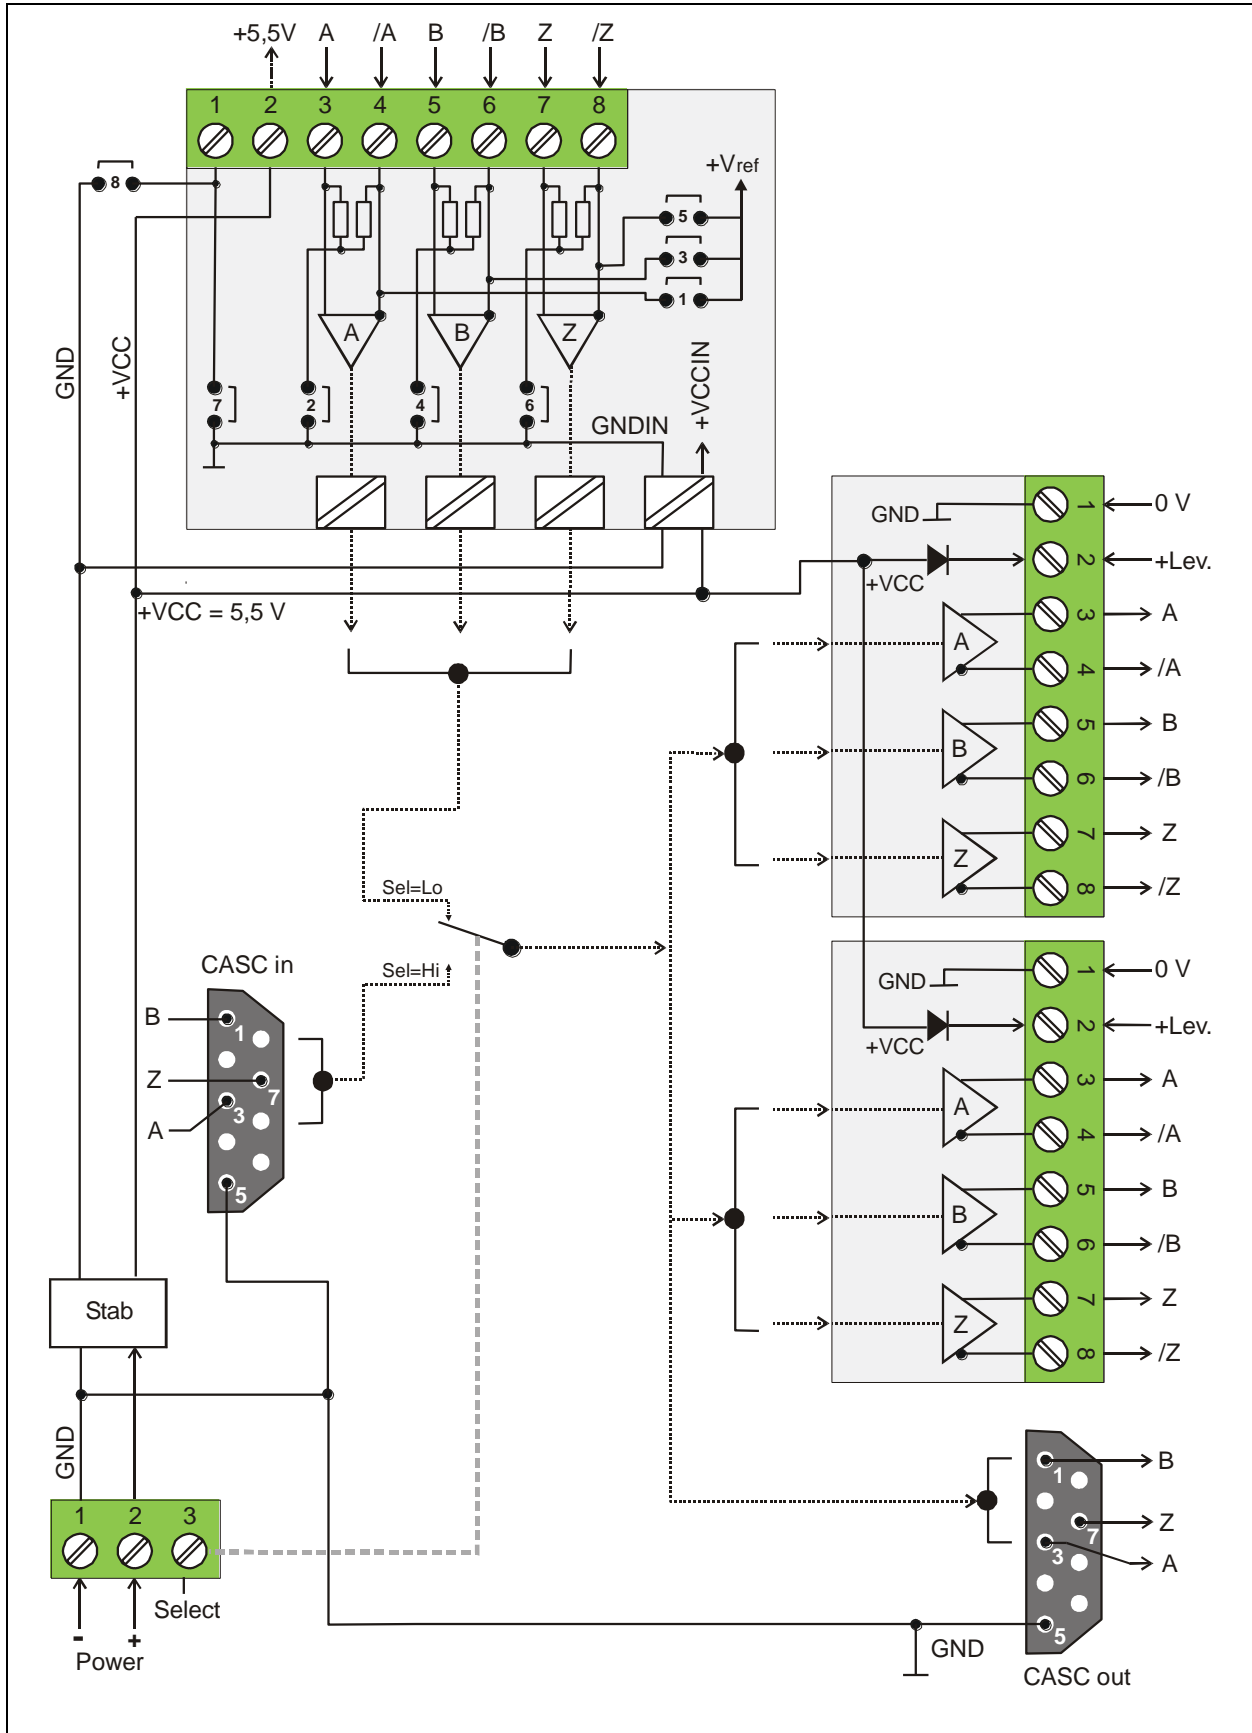 +5,5V A /A B /B Z /Z
1 2 3 4 5 6 7 8
8
+Vref
5
3
1
A B Z
GND
+VCC
7 2 4 6
GNDIN
+VCCIN
+VCC = 5,5 V
GND 1 0 V
+VCC 2 +Lev.
A 3 A
4 /A
B 5 B
6 /B
Z 7 Z
8 /Z
Sel=Lo
Sel=Hi
CASC in
B 1
Z 7
A 3
5
GND 1 0 V
+VCC 2 +Lev.
A 3 A
4 /A
B 5 B
6 /B
Z 7 Z
8 /Z
Stab
GND
1 2 3
Select
- +
Power
1 B
7 Z
3 A
5
GND
CASC out